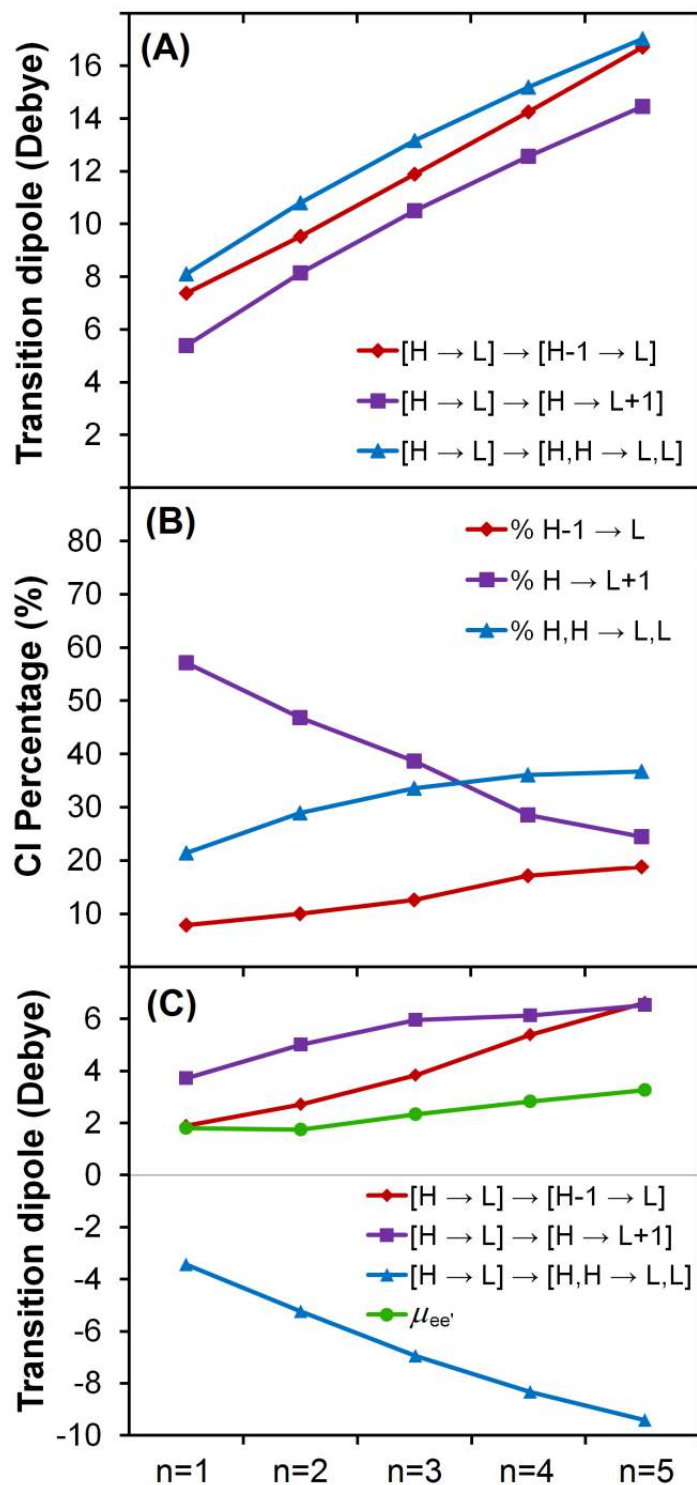 (A)
Transition dipole (Debye)
16
14
12
10
8
6
4
2
[H → L] → [H-1 → L]
[H → L] → [H → L+1]
[H → L] → [H,H → L,L]
(B)
CI Percentage (%)
80
70
60
50
40
30
20
10
% H-1 → L
% H → L+1
% H,H → L,L
(C)
Transition dipole (Debye)
6
4
2
0
-2
-4
-6
-8
-10
[H → L] → [H-1 → L]
[H → L] → [H → L+1]
[H → L] → [H,H → L,L]
μee'
n=1 n=2 n=3 n=4 n=5